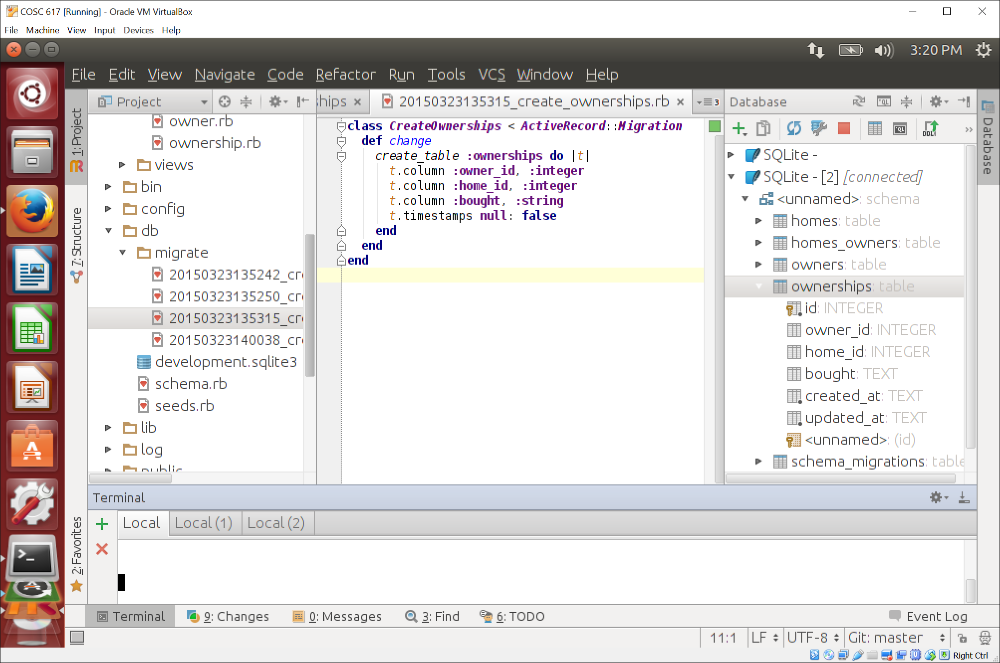 COSC 617 [Running] - Oracle VM VirtualBox
File Machine View Input Devices Help
3:20 PM
File Edit View Navigate Code Refactor Run Tools VCS Window Help
1: Project
7: Structure
2: Favorites
Project
owner.rb
ownership.rb
views
bin
config
db
migrate
20150323135242_cr
20150323135250_cr
20150323135315_cr
20150323140038_cr
development.sqlite3
schema.rb
seeds.rb
lib
log
public
ships
20150323135315_create_ownerships.rb
3
class CreateOwnerships < ActiveRecord::Migration
def change
create_table :ownerships do |t|
t.column :owner_id, :integer
t.column :home_id, :integer
t.column :bought, :string
t.timestamps null: false
end
end
end
Database
Database
SQLite -
SQLite - [2] [connected]
<unnamed>: schema
homes: table
homes_owners: table
owners: table
ownerships: table
id: INTEGER
owner_id: INTEGER
home_id: INTEGER
bought: TEXT
created_at: TEXT
updated_at: TEXT
<unnamed>: (id)
schema_migrations: table
Terminal
Local Local (1) Local (2)
Terminal 9: Changes 0: Messages 3: Find 6: TODO Event Log
11:1 LF UTF-8 Git: master
Right Ctrl